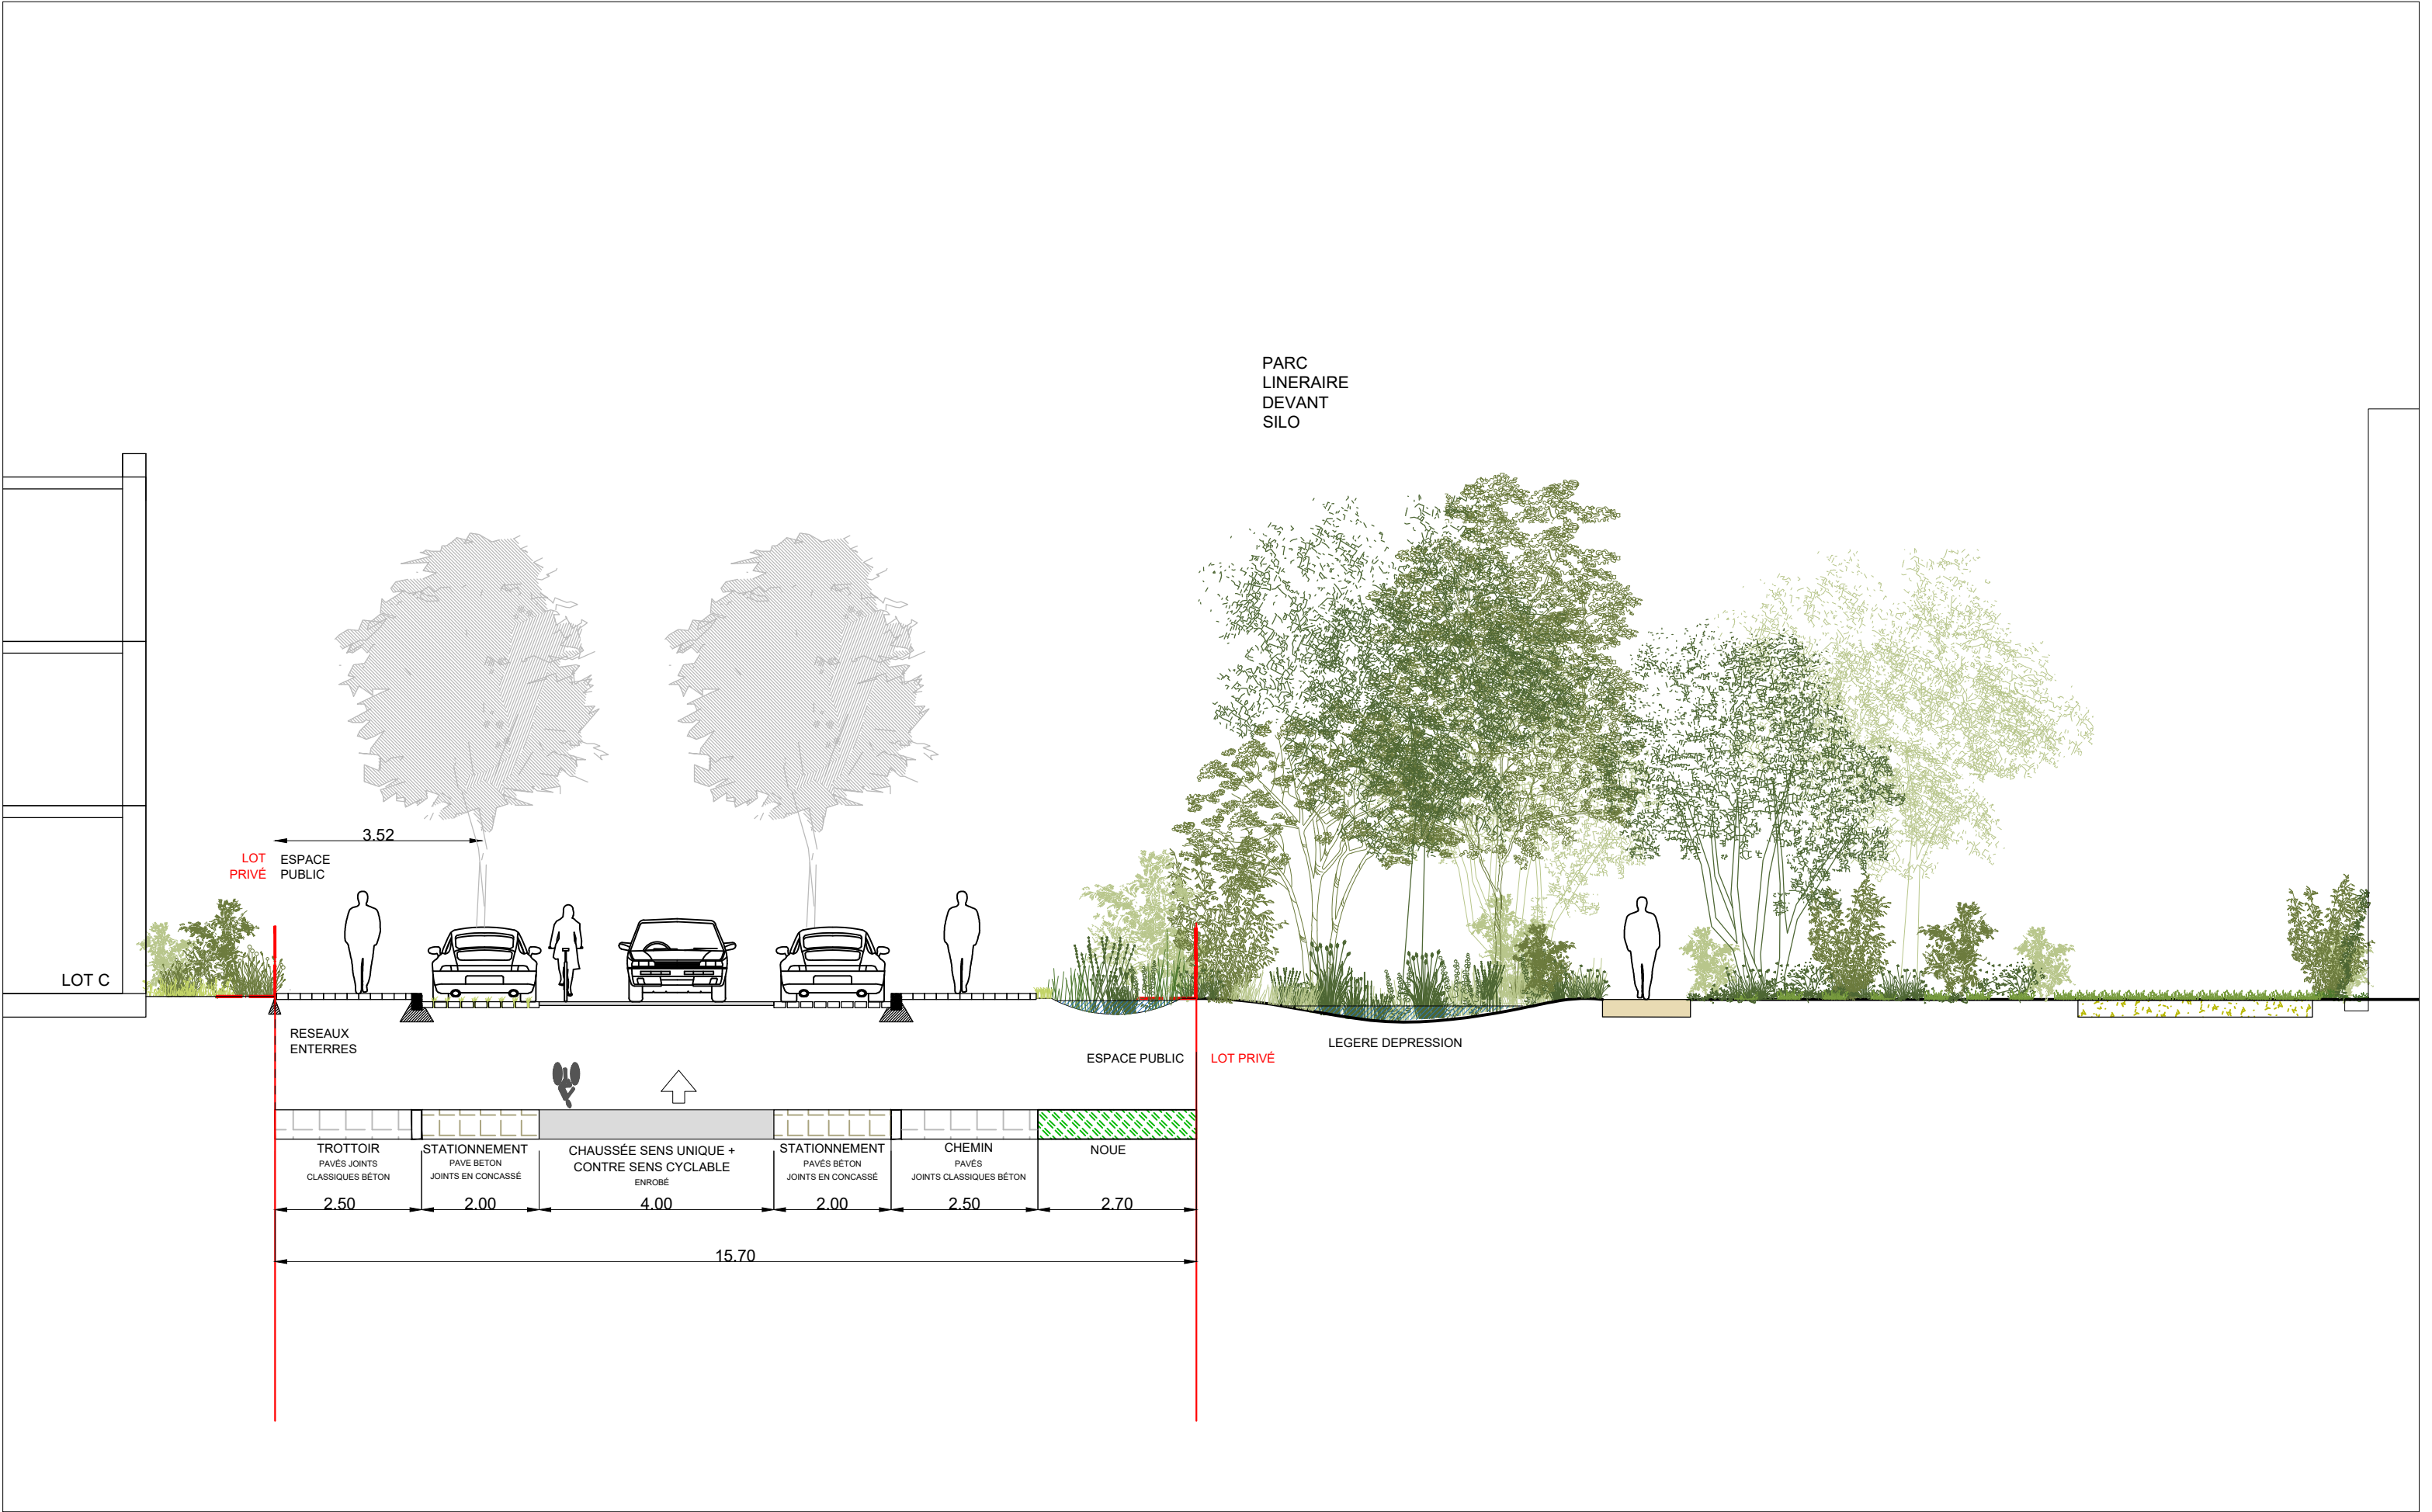 PARC
LINERAIRE
DEVANT
SILO
3.52
LOT
PRIVÉ
ESPACE
PUBLIC
LOT C
RESEAUX
ENTERRES
LEGERE DEPRESSION
ESPACE PUBLIC
LOT PRIVÉ
TROTTOIR
PAVÉS JOINTS
CLASSIQUES BÉTON
2.50
STATIONNEMENT
PAVE BETON
JOINTS EN CONCASSÉ
2.00
CHAUSSÉE SENS UNIQUE +
CONTRE SENS CYCLABLE
ENROBÉ
4.00
STATIONNEMENT
PAVÉS BÉTON
JOINTS EN CONCASSÉ
2.00
CHEMIN
PAVÉS
JOINTS CLASSIQUES BÉTON
2.50
NOUE
2.70
15.70